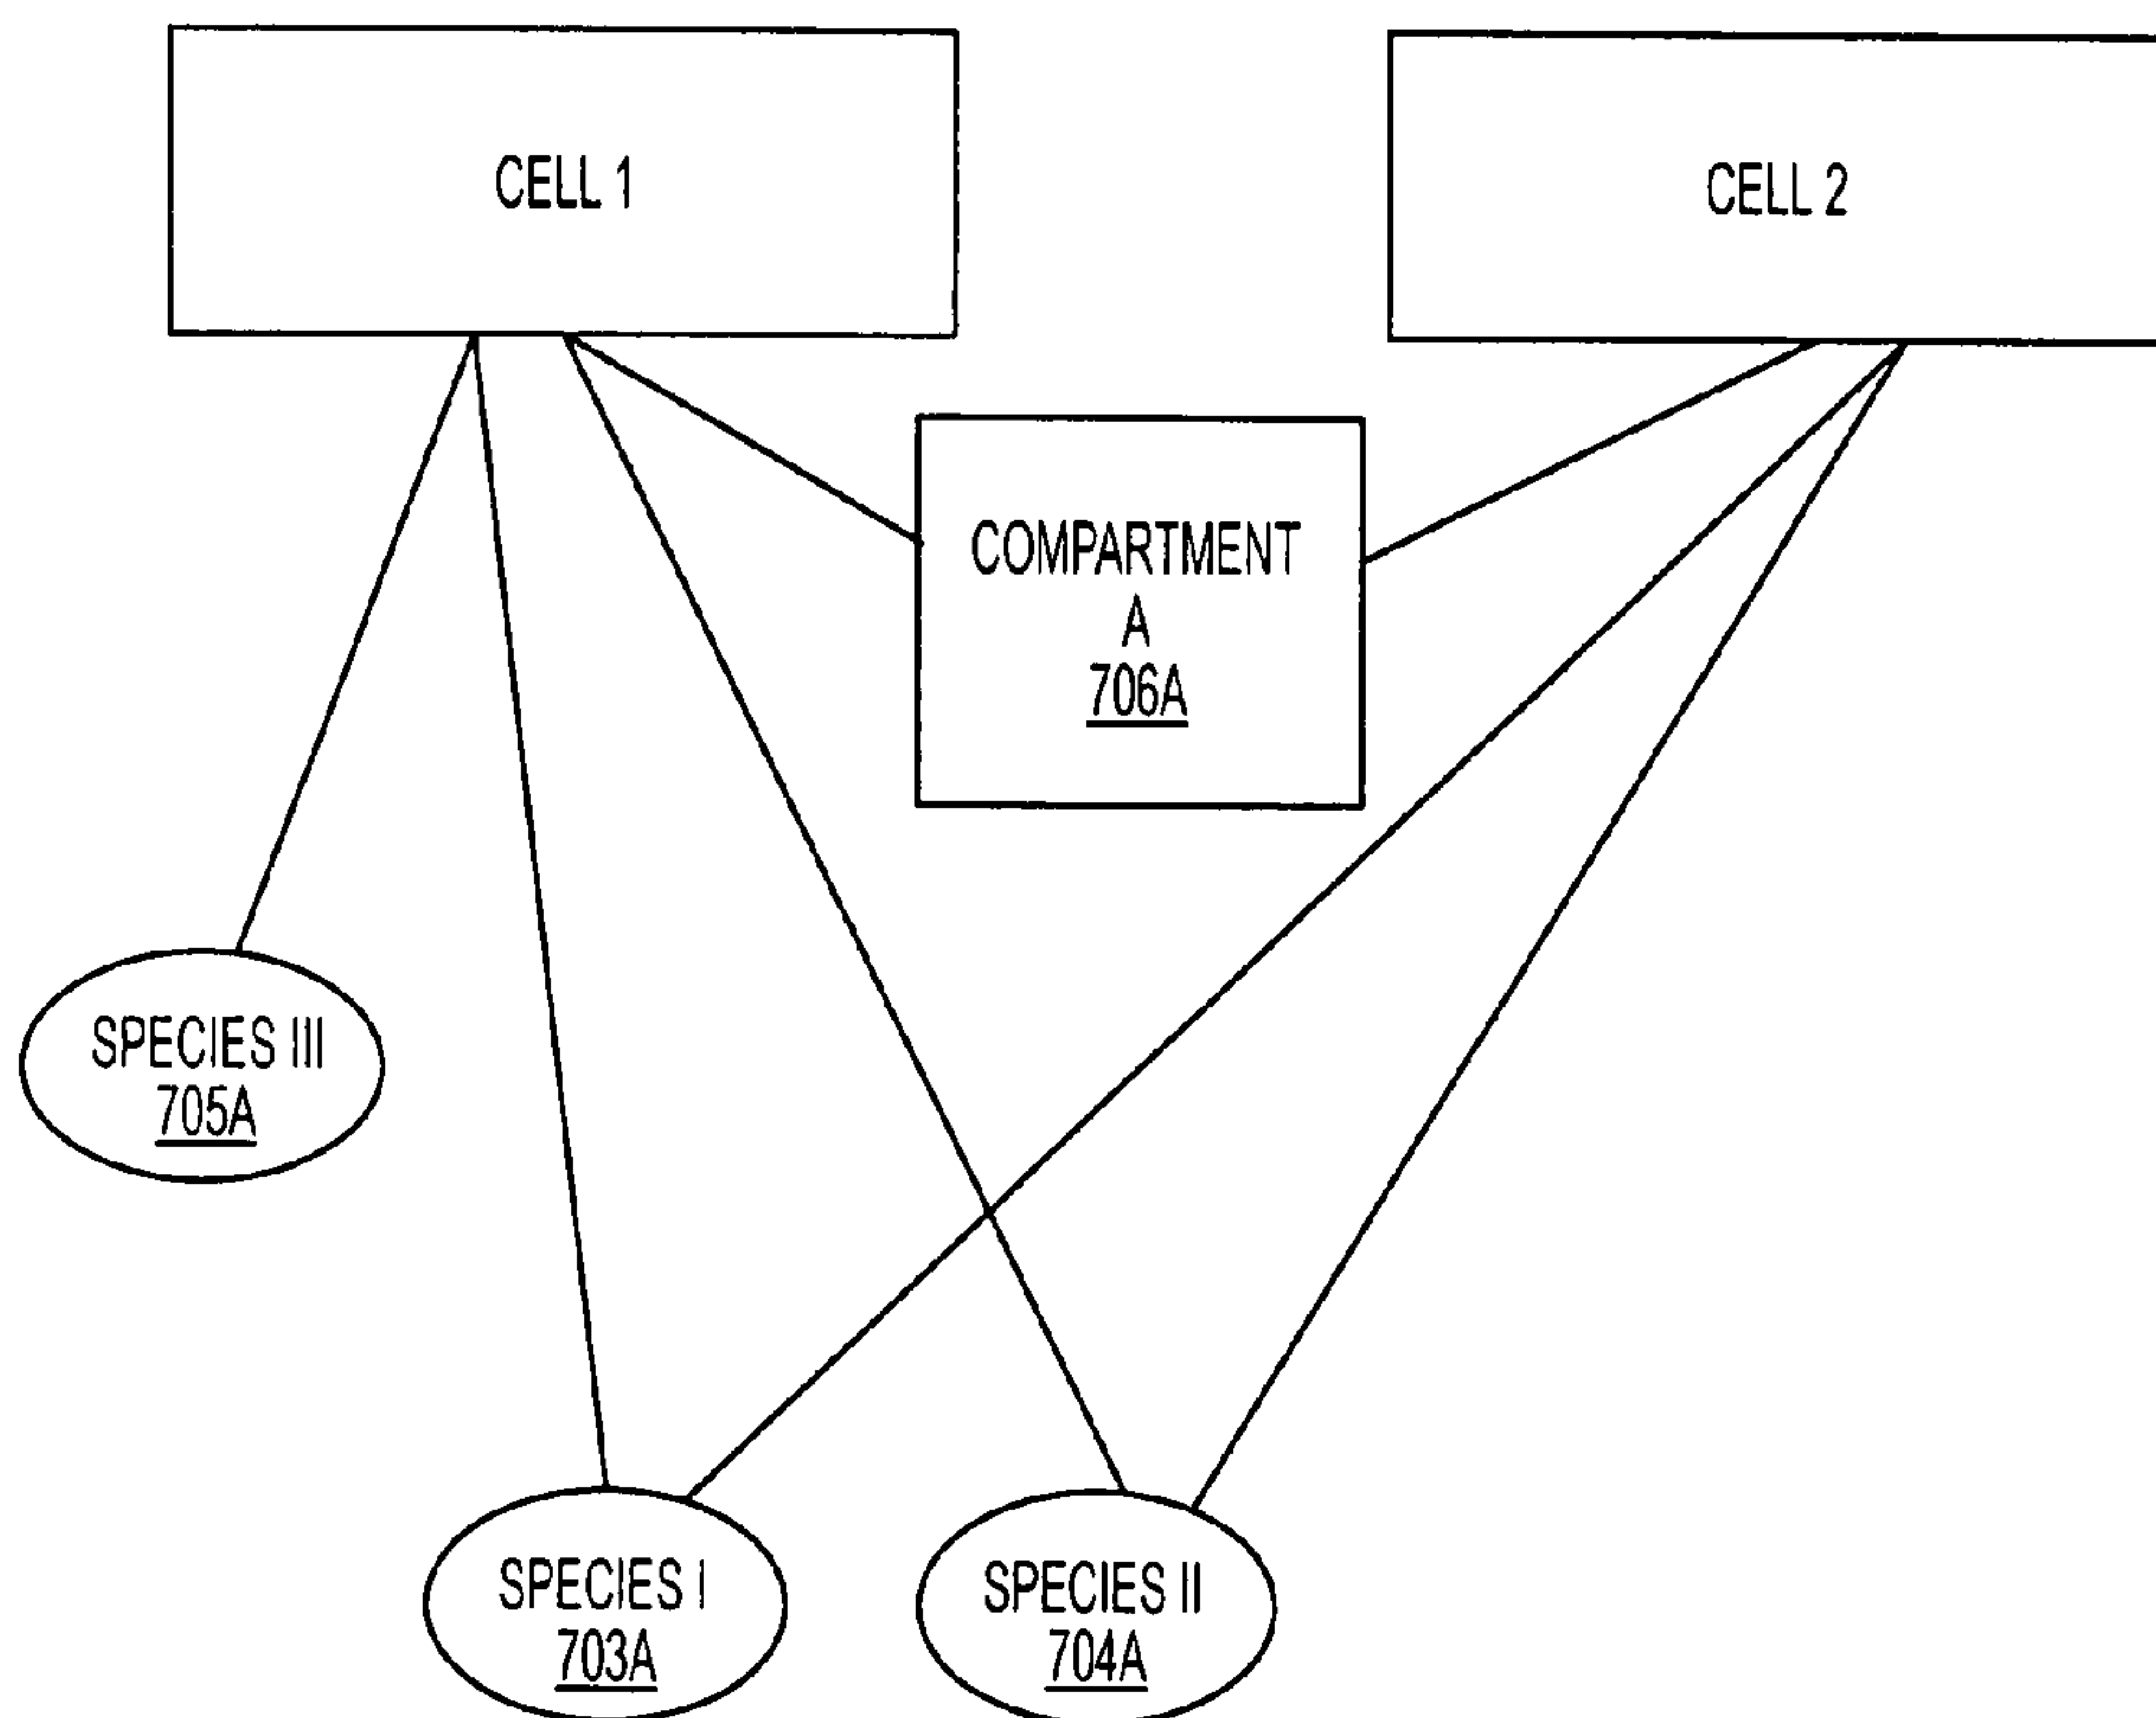 CELL 1
CELL 2
COMPARTMENT
A
706A
SPECIES III
705A
SPECIES I
703A
SPECIES II
704A